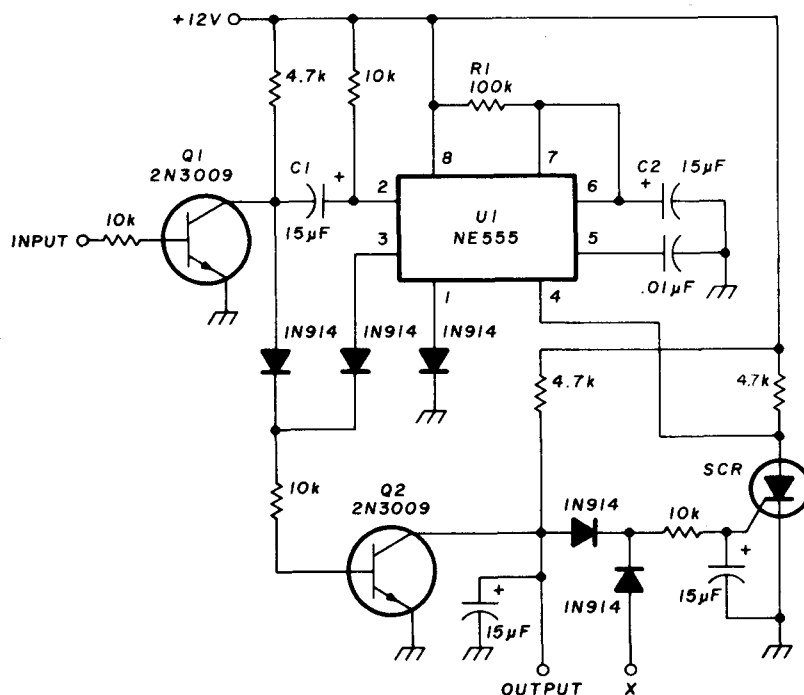 +12V
4.7k
10k
R1
100k
Q1
2N3009
C1
+
15µF
8
7
2
3
6
5
1
4
U1
NE555
C2
+
15µF
.01µF
10k
INPUT
1N914
1N914
1N914
4.7k
4.7k
SCR
10k
Q2
2N3009
1N914
10k
+
15µF
+
15µF
1N914
OUTPUT
X